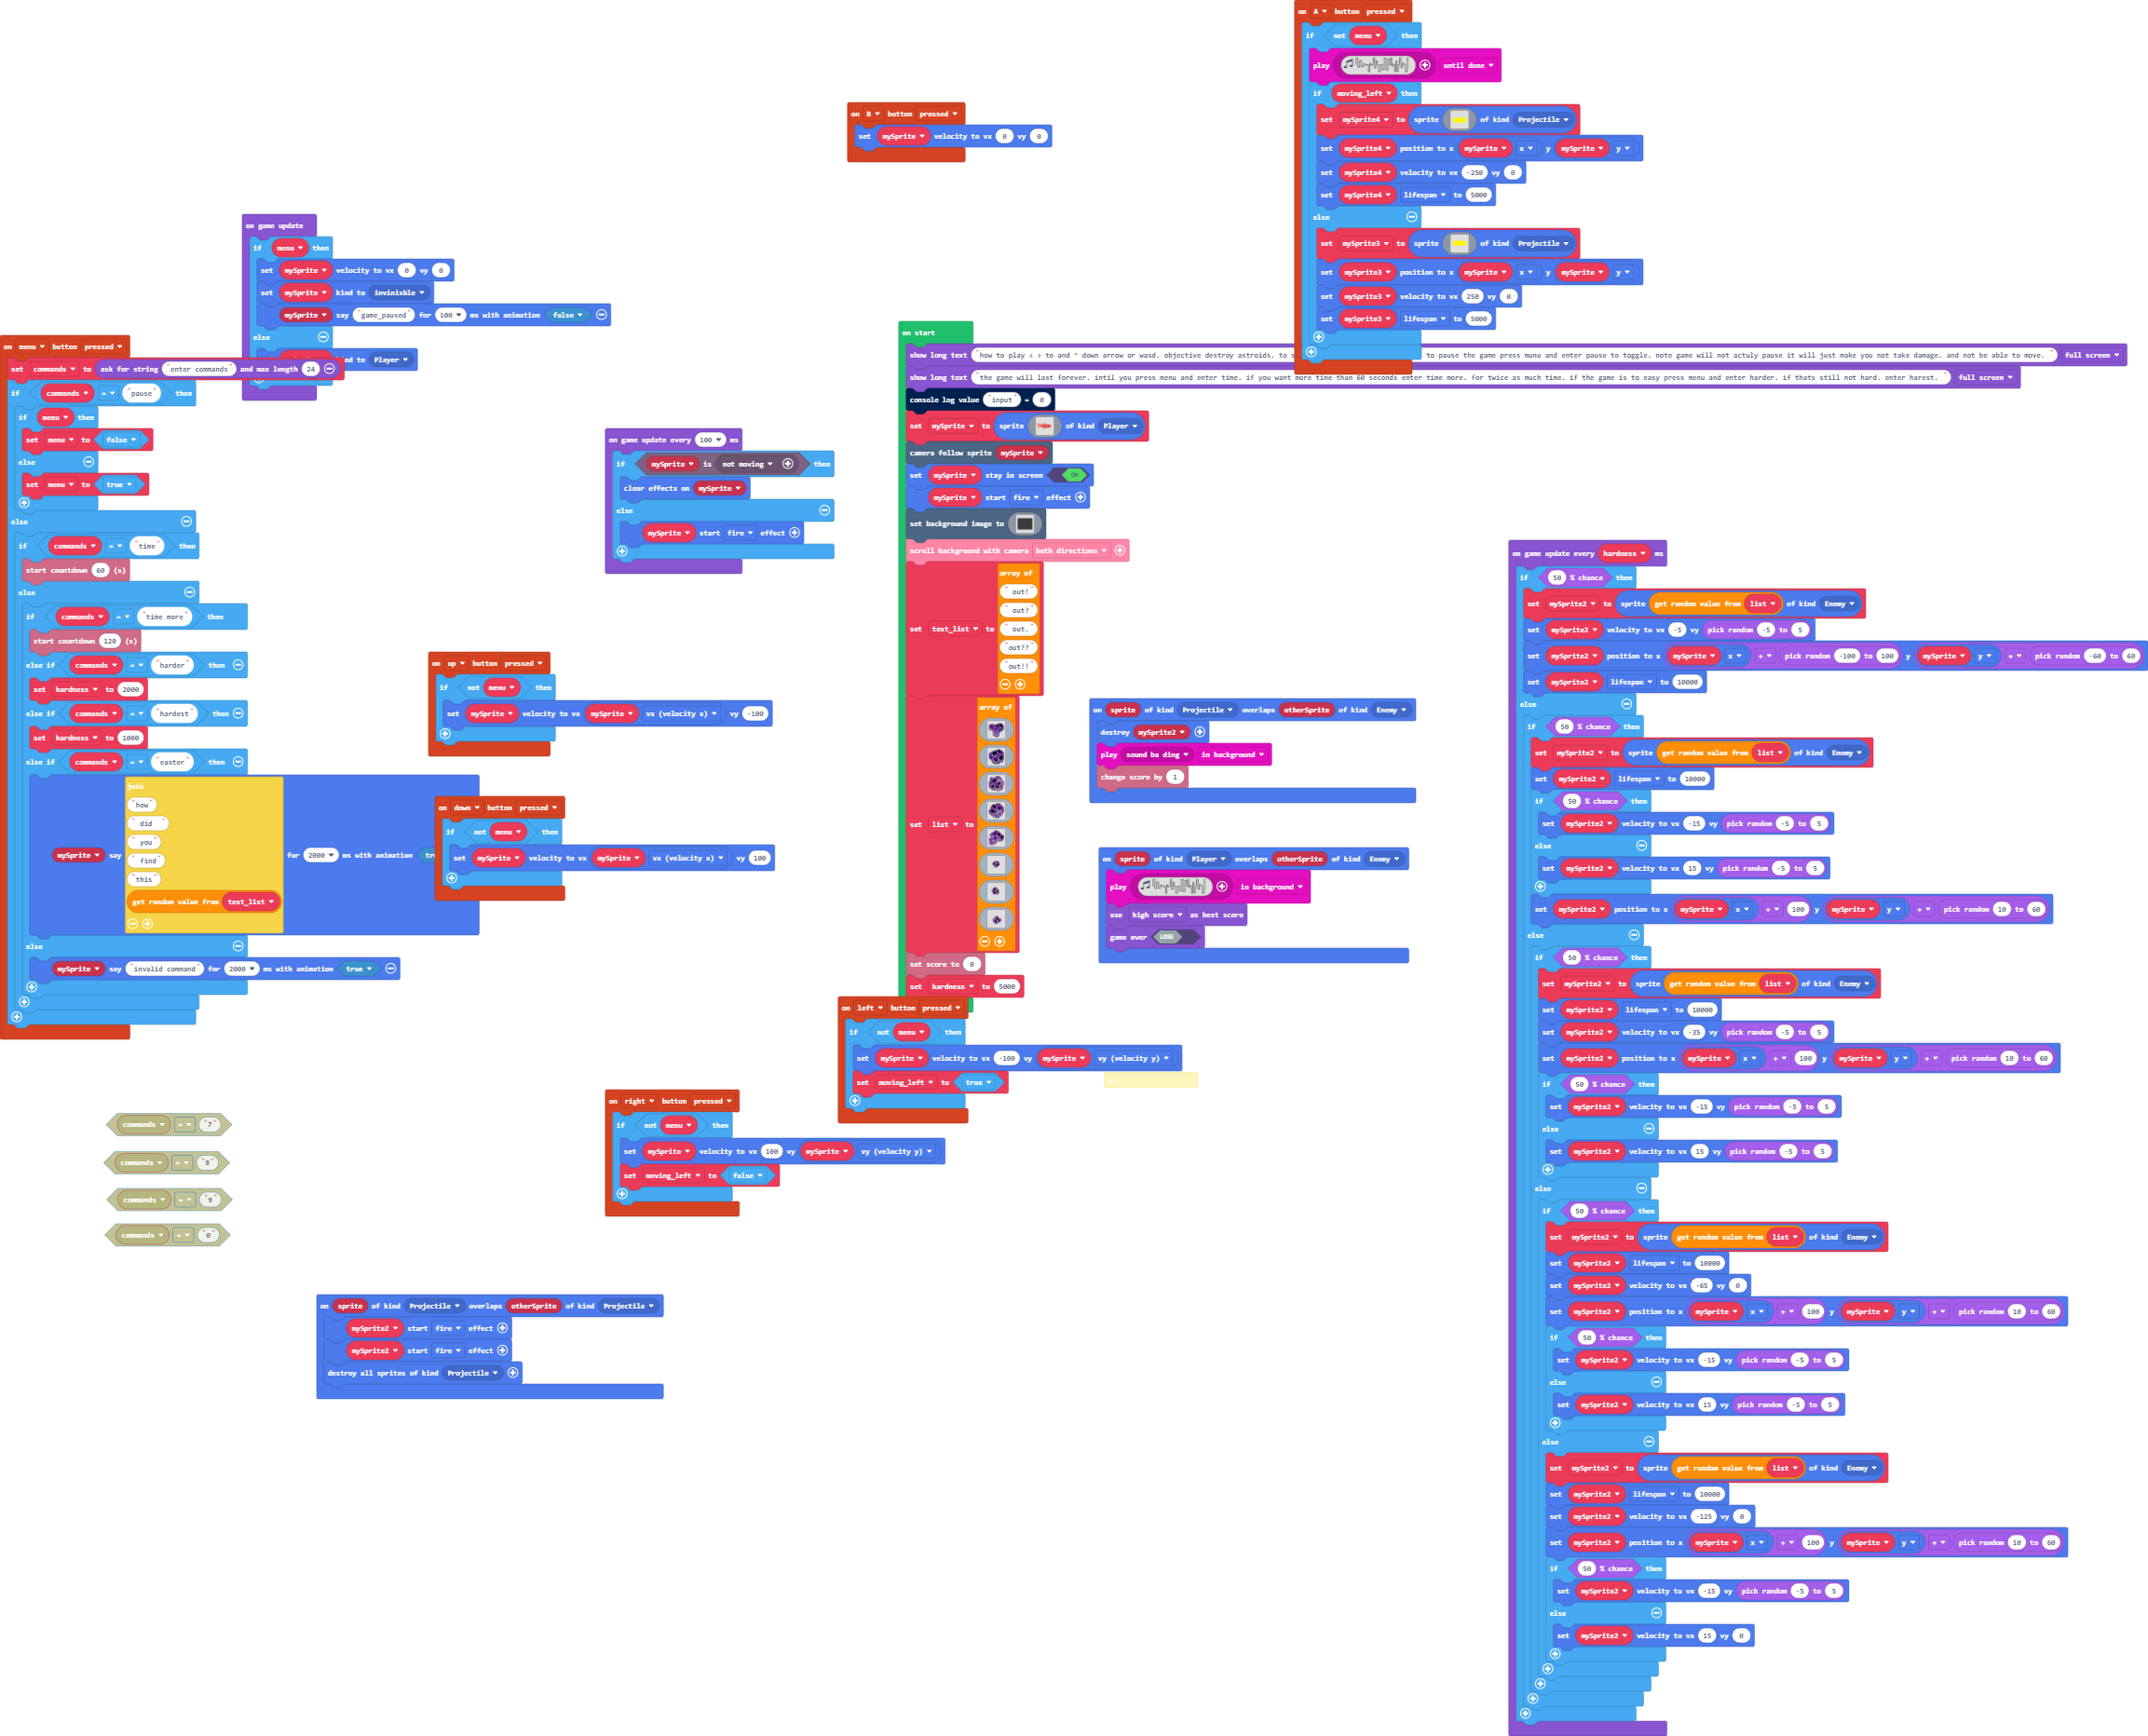 on A button pressed
if not menu then
play until done
if moving_left then
set mySprite4 to sprite of kind Projectile
set mySprite4 position to x mySprite x y mySprite y
set mySprite4 velocity to vx -250 vy 0
set mySprite4 lifespan to 5000
else
set mySprite3 to sprite of kind Projectile
set mySprite3 position to x mySprite x y mySprite y
set mySprite3 velocity to vx 250 vy 0
set mySprite3 lifespan to 5000
on B button pressed
set mySprite velocity to vx 0 vy 0
on game update
if menu then
set mySprite velocity to vx 0 vy 0
set mySprite kind to invinisble
mySprite say "game_paused" for 100 ms with animation false
else
nd to Player
on menu button pressed
set commands to ask for string "enter commands" and max length 24
if commands = "pause" then
if menu then
set menu to false
else
set menu to true
else
if commands = "time" then
start countdown 60 (s)
else
if commands = "time more" then
start countdown 120 (s)
else if commands = "harder" then
set hardness to 2000
else if commands = "hardest" then
set hardness to 1000
else if commands = "easter" then
join
"how"
" did "
" you "
" find "
"this"
get random value from text_list
mySprite say for 2000 ms with animation
else
mySprite say "invalid command" for 2000 ms with animation true
on game update every 100 ms
if mySprite is not moving then
clear effects on mySprite
else
mySprite start fire effect
on up button pressed
if not menu then
set mySprite velocity to vx mySprite vx (velocity x) vy -100
on down button pressed
if not menu then
set mySprite velocity to vx mySprite vx (velocity x) vy 100
on start
show long text "how to play < > to and ^ down arrow or wasd. objective destroy astroids. to s to pause the game press munu and enter pause to toggle. note game will not actuly pause it will just make you not take damage. and not be able to move. " full screen
show long text "the game will last forever. intil you press menu and enter time. if you want more time than 60 seconds enter time more. for twice as much time. if the game is to easy press menu and enter harder. if thats still not hard. enter harest. " full screen
console log value "input" = 0
set mySprite to sprite of kind Player
camera follow sprite mySprite
set mySprite stay in screen ON
mySprite start fire effect
set background image to
scroll background with camera both directions
array of
" out!"
" out?"
" out."
"out??"
"out!!"
set text_list to
array of
set list to
set score to 0
set hardness to 5000
on left button pressed
if not menu then
set mySprite velocity to vx -100 vy mySprite vy (velocity y)
set moving_left to true
on right button pressed
if not menu then
set mySprite velocity to vx 100 vy mySprite vy (velocity y)
set moving_left to false
on sprite of kind Projectile overlaps otherSprite of kind Enemy
destroy mySprite2
play sound ba ding in background
change score by 1
on sprite of kind Player overlaps otherSprite of kind Enemy
play in background
use high score as best score
game over LOSE
commands = "7"
commands = "8"
commands = "9"
commands = "0"
on sprite of kind Projectile overlaps otherSprite of kind Projectile
mySprite2 start fire effect
mySprite2 start fire effect
destroy all sprites of kind Projectile
on game update every hardness ms
if 50 % chance then
set mySprite2 to sprite get random value from list of kind Enemy
set mySprite2 velocity to vx -5 vy pick random -5 to 5
set mySprite2 position to x mySprite x + pick random -100 to 100 y mySprite y + pick random -60 to 60
set mySprite2 lifespan to 10000
else
if 50 % chance then
set mySprite2 to sprite get random value from list of kind Enemy
set mySprite2 lifespan to 10000
if 50 % chance then
set mySprite2 velocity to vx -15 vy pick random -5 to 5
else
set mySprite2 velocity to vx 15 vy pick random -5 to 5
set mySprite2 position to x mySprite x + 100 y mySprite y + pick random 10 to 60
else
if 50 % chance then
set mySprite2 to sprite get random value from list of kind Enemy
set mySprite2 lifespan to 10000
set mySprite2 velocity to vx -35 vy pick random -5 to 5
set mySprite2 position to x mySprite x + 100 y mySprite y + pick random 10 to 60
if 50 % chance then
set mySprite2 velocity to vx -15 vy pick random -5 to 5
else
set mySprite2 velocity to vx 15 vy pick random -5 to 5
else
if 50 % chance then
set mySprite2 to sprite get random value from list of kind Enemy
set mySprite2 lifespan to 10000
set mySprite2 velocity to vx -65 vy 0
set mySprite2 position to x mySprite x + 100 y mySprite y + pick random 10 to 60
if 50 % chance then
set mySprite2 velocity to vx -15 vy pick random -5 to 5
else
set mySprite2 velocity to vx 15 vy pick random -5 to 5
else
set mySprite2 to sprite get random value from list of kind Enemy
set mySprite2 lifespan to 10000
set mySprite2 velocity to vx -125 vy 0
set mySprite2 position to x mySprite x + 100 y mySprite y + pick random 10 to 60
if 50 % chance then
set mySprite2 velocity to vx -15 vy pick random -5 to 5
else
set mySprite2 velocity to vx 15 vy 0